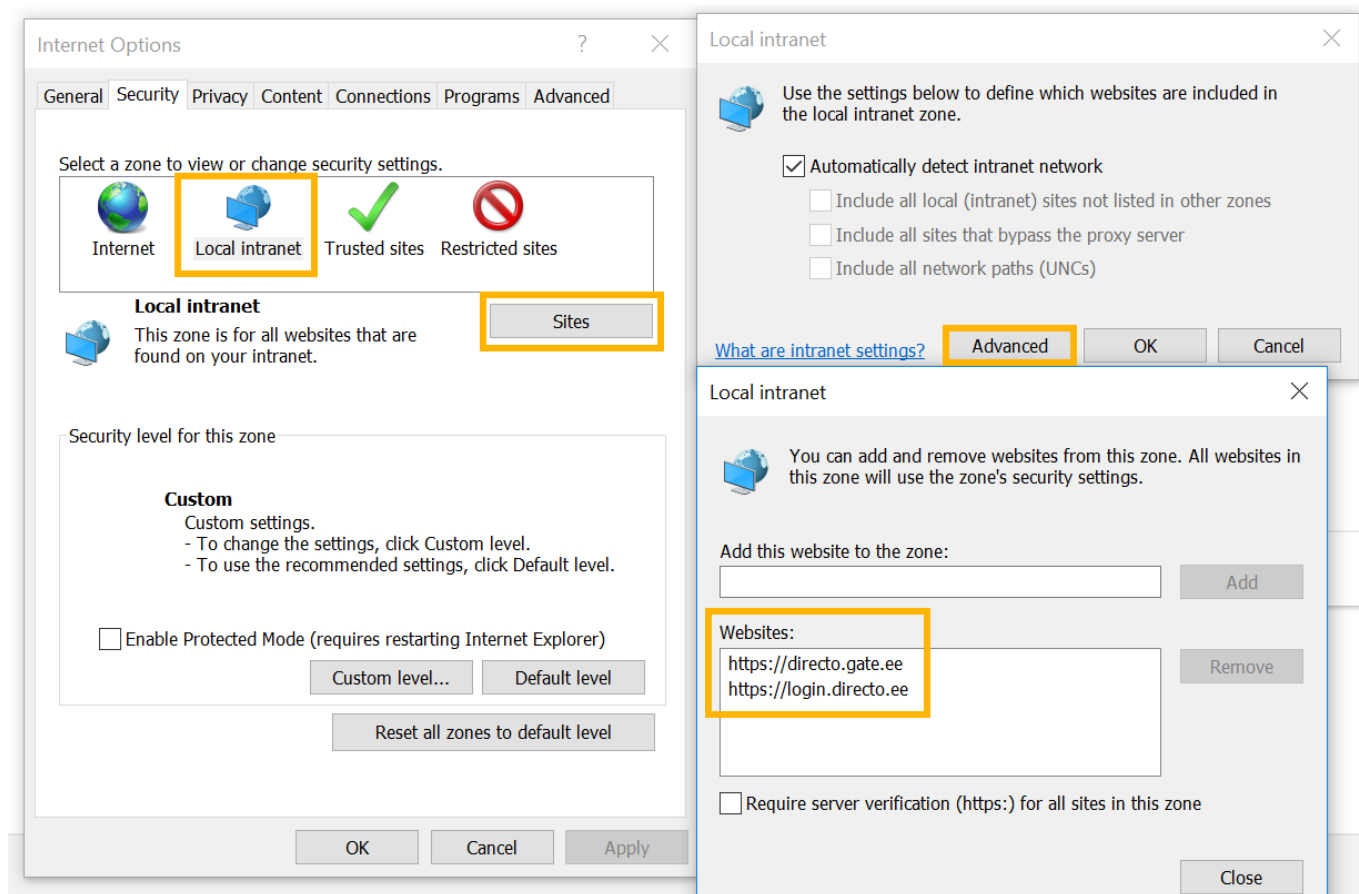 Internet Options
?
General Security Privacy Content Connections Programs Advanced
Select a zone to view or change security settings.
Internet
Local intranet
Trusted sites
Restricted sites
Local intranet
This zone is for all websites that are
found on your intranet.
Sites
Security level for this zone
Custom
Custom settings.
- To change the settings, click Custom level.
- To use the recommended settings, click Default level.
Enable Protected Mode (requires restarting Internet Explorer)
Custom level...
Default level
Reset all zones to default level
OK
Cancel
Apply
Local intranet
Use the settings below to define which websites are included in
the local intranet zone.
Automatically detect intranet network
Include all local (intranet) sites not listed in other zones
Include all sites that bypass the proxy server
Include all network paths (UNCs)
What are intranet settings?
Advanced
OK
Cancel
Local intranet
You can add and remove websites from this zone. All websites in
this zone will use the zone's security settings.
Add this website to the zone:
Add
Websites:
https://directo.gate.ee
https://login.directo.ee
Remove
Require server verification (https:) for all sites in this zone
Close